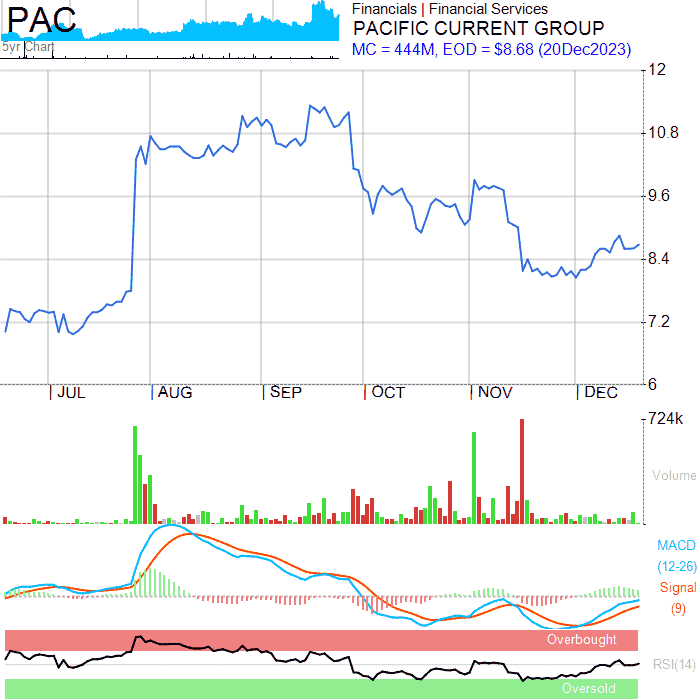 PAC
5yr Chart
Financials | Financial Services
PACIFIC CURRENT GROUP
MC = 444M, EOD = $8.68 (20Dec2023)
12
10.8
9.6
8.4
7.2
6
JUL AUG SEP OCT NOV DEC
724k
Volume
MACD
(12-26)
Signal
(9)
Overbought
RSI(14)
Oversold